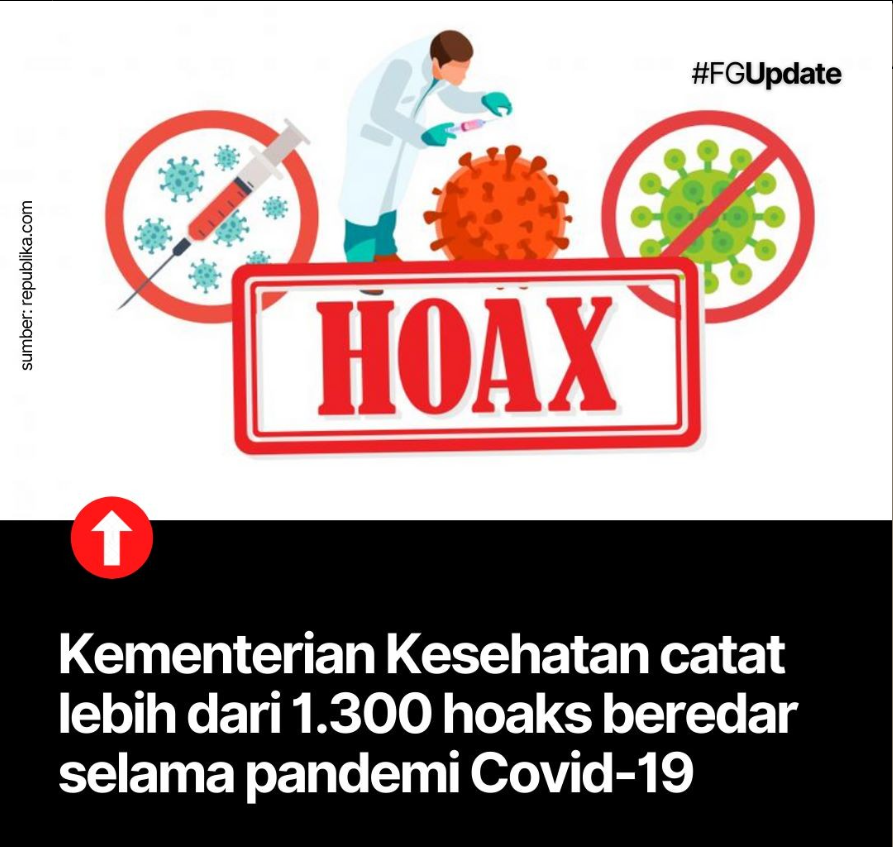 #FGUpdate
sumber: republika.com
HOAX
Kementerian Kesehatan catat
lebih dari 1.300 hoaks beredar
selama pandemi Covid-19